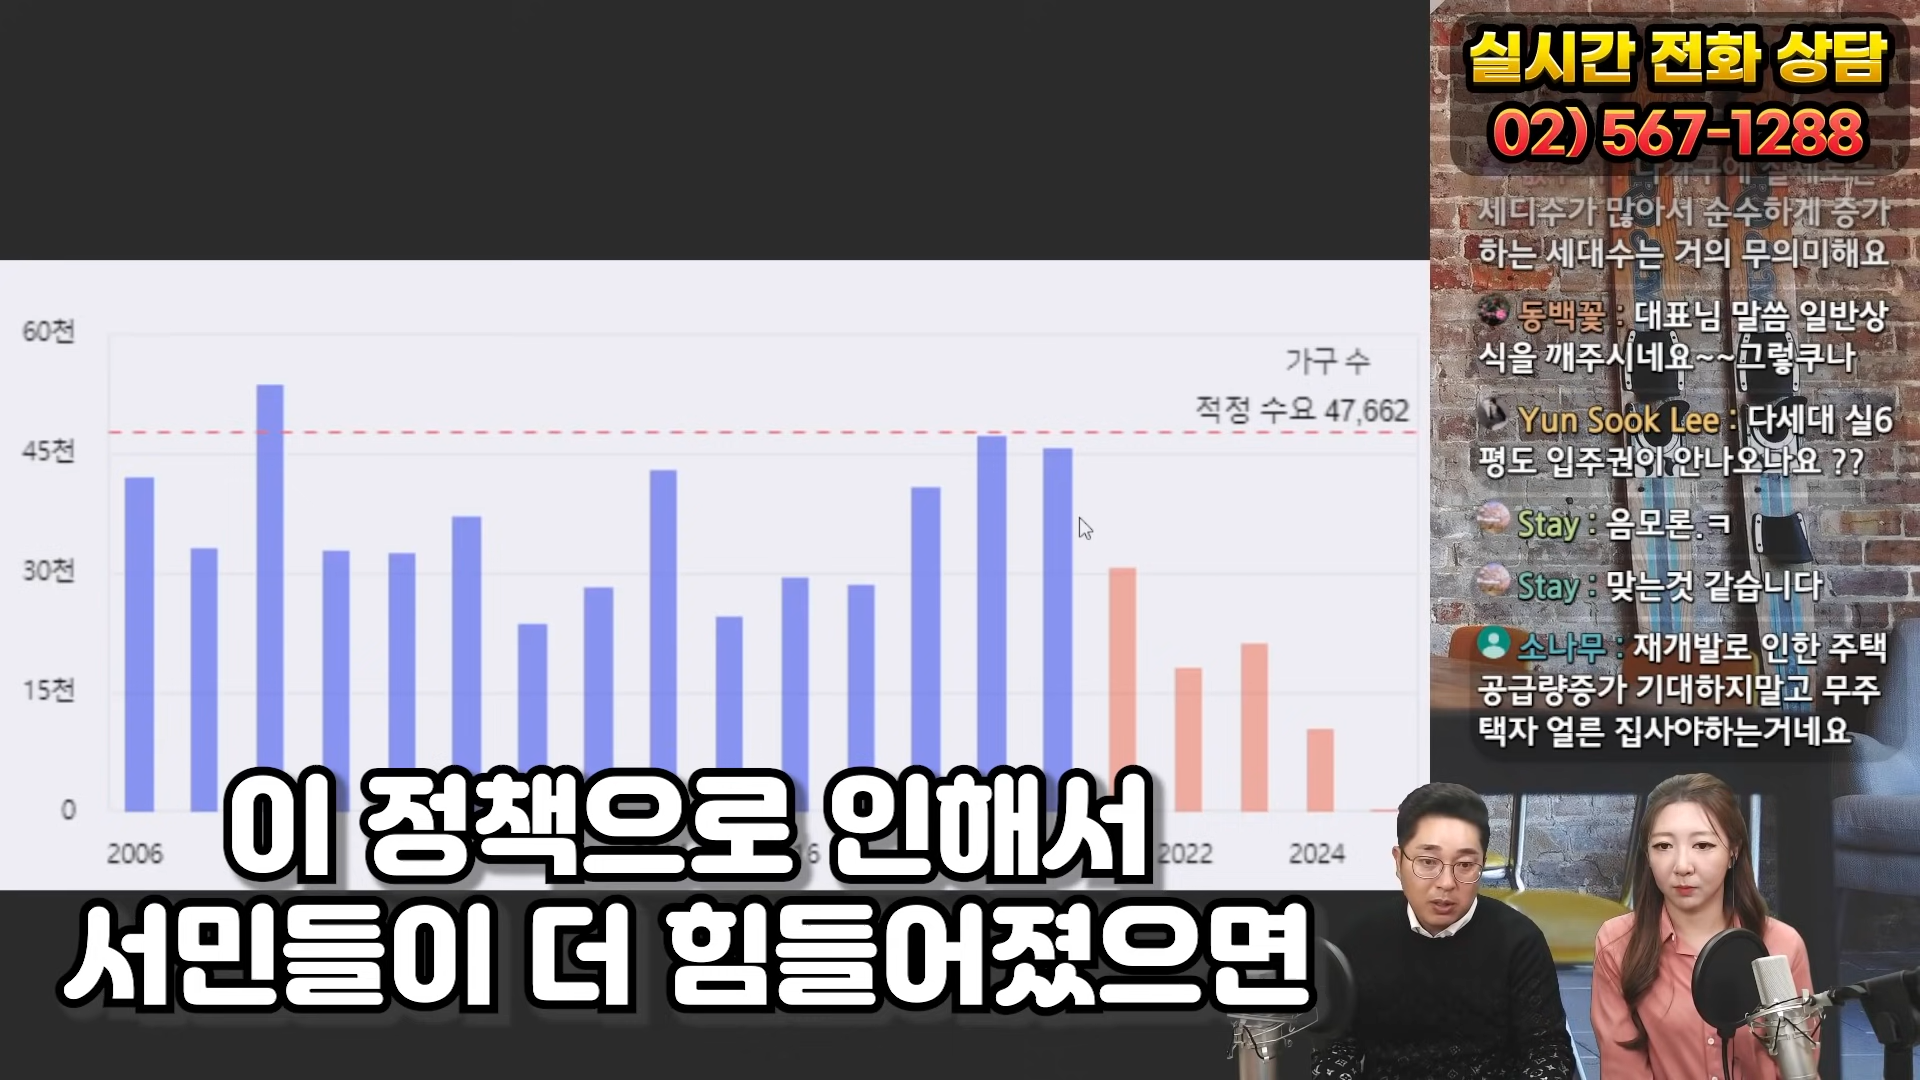 60천
45천
30천
15천
0
가구 수
적정 수요 47,662
2006
16
2022
2024
이 정책으로 인해서
서민들이 더 힘들어졌으면
실시간 전화 상담
02) 567-1288
세디수가 많아서 순수하게 증가
하는 세대수는 거의 무의미해요
동백꽃 : 대표님 말씀 일반상
식을 깨주시네요~~그렇쿠나
Yun Sook Lee : 다세대 실6
평도 입주권이 안나오나요 ??
Stay : 음모론.ㅋ
Stay : 맞는것 같습니다
소나무 : 재개발로 인한 주택
공급량증가 기대하지말고 무주
택자 얼른 집사야하는거네요